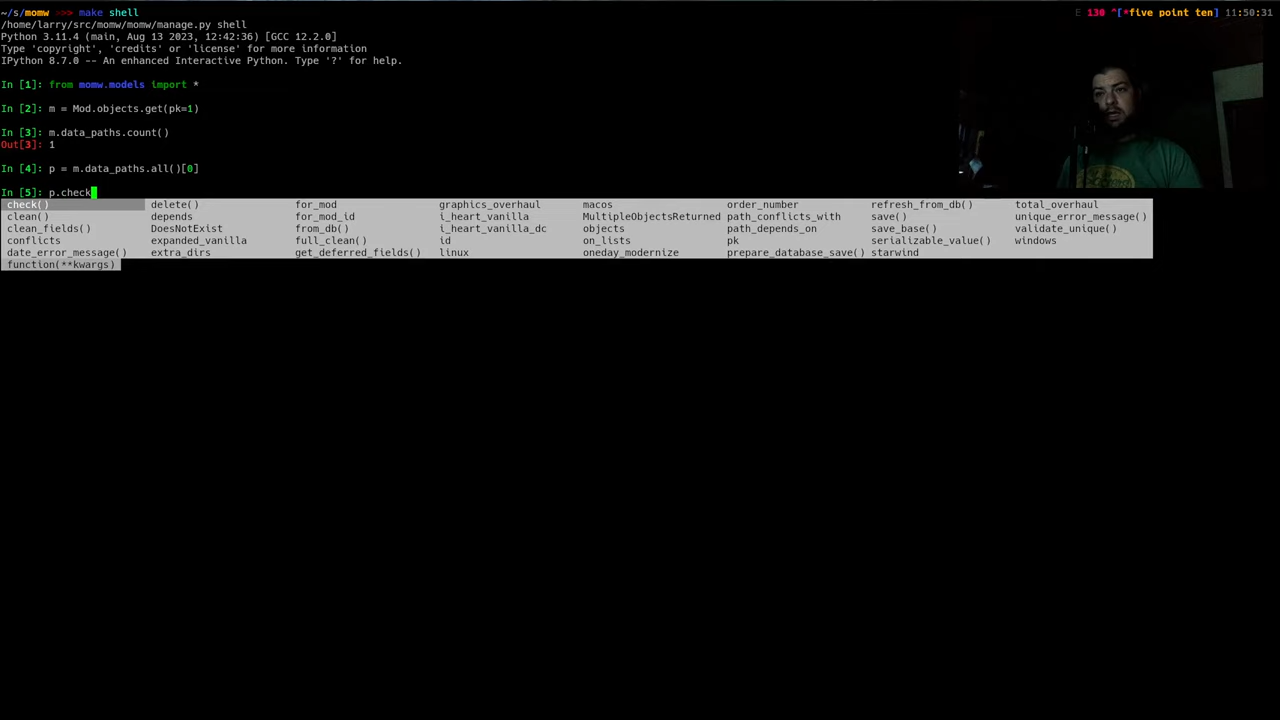 ~/s/momw >>> make shell E 130 ^[*five point ten] 11:50:31
/home/larry/src/momw/momw/manage.py shell
Python 3.11.4 (main, Aug 13 2023, 12:42:36) [GCC 12.2.0]
Type 'copyright', 'credits' or 'license' for more information
IPython 8.7.0 -- An enhanced Interactive Python. Type '?' for help.
In [1]: from momw.models import *
In [2]: m = Mod.objects.get(pk=1)
In [3]: m.data_paths.count()
Out[3]: 1
In [4]: p = m.data_paths.all()[0]
In [5]: p.check
check() delete() for_mod graphics_overhaul macos order_number refresh_from_db() total_overhaul
clean() depends for_mod_id i_heart_vanilla MultipleObjectsReturned path_conflicts_with save() unique_error_message()
clean_fields() DoesNotExist from_db() i_heart_vanilla_dc objects path_depends_on save_base() validate_unique()
conflicts expanded_vanilla full_clean() id on_lists pk serializable_value() windows
date_error_message() extra_dirs get_deferred_fields() linux oneday_modernize prepare_database_save() starwind
function(**kwargs)